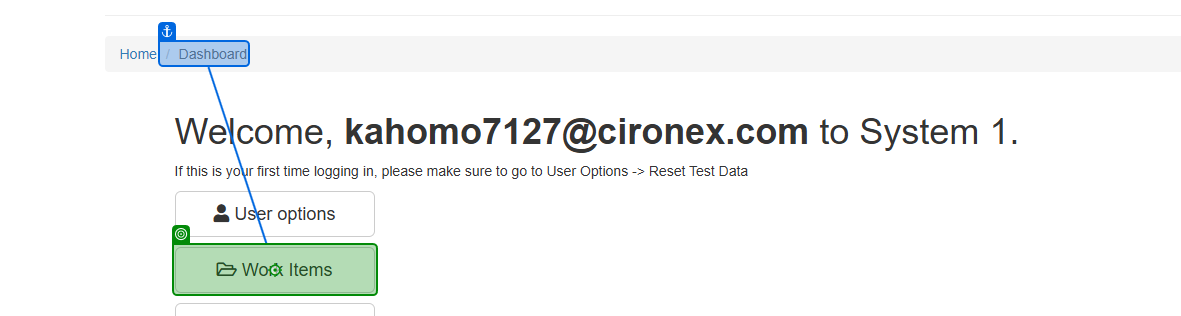 Home / Dashboard
Welcome, kahomo7127@cironex.com to System 1.
If this is your first time logging in, please make sure to go to User Options -> Reset Test Data
User options
Work Items